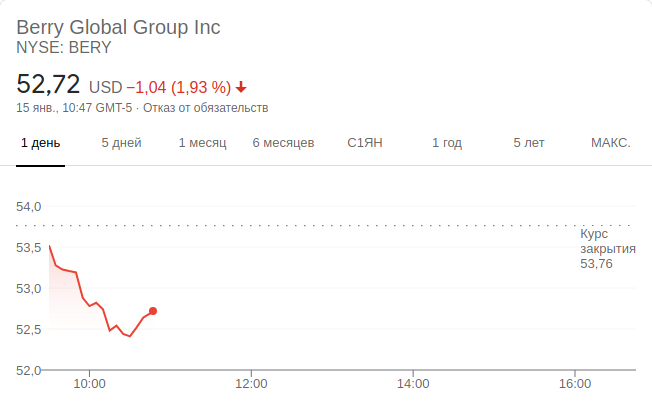 Berry Global Group Inc
NYSE: BERY
52,72 USD −1,04 (1,93 %)
15 янв., 10:47 GMT-5 · Отказ от обязательств
1 день 5 дней 1 месяц 6 месяцев С1ЯН 1 год 5 лет МАКС.
54,0
Курс
закрытия
53,76
53,5
53,0
52,5
52,0
10:00 12:00 14:00 16:00